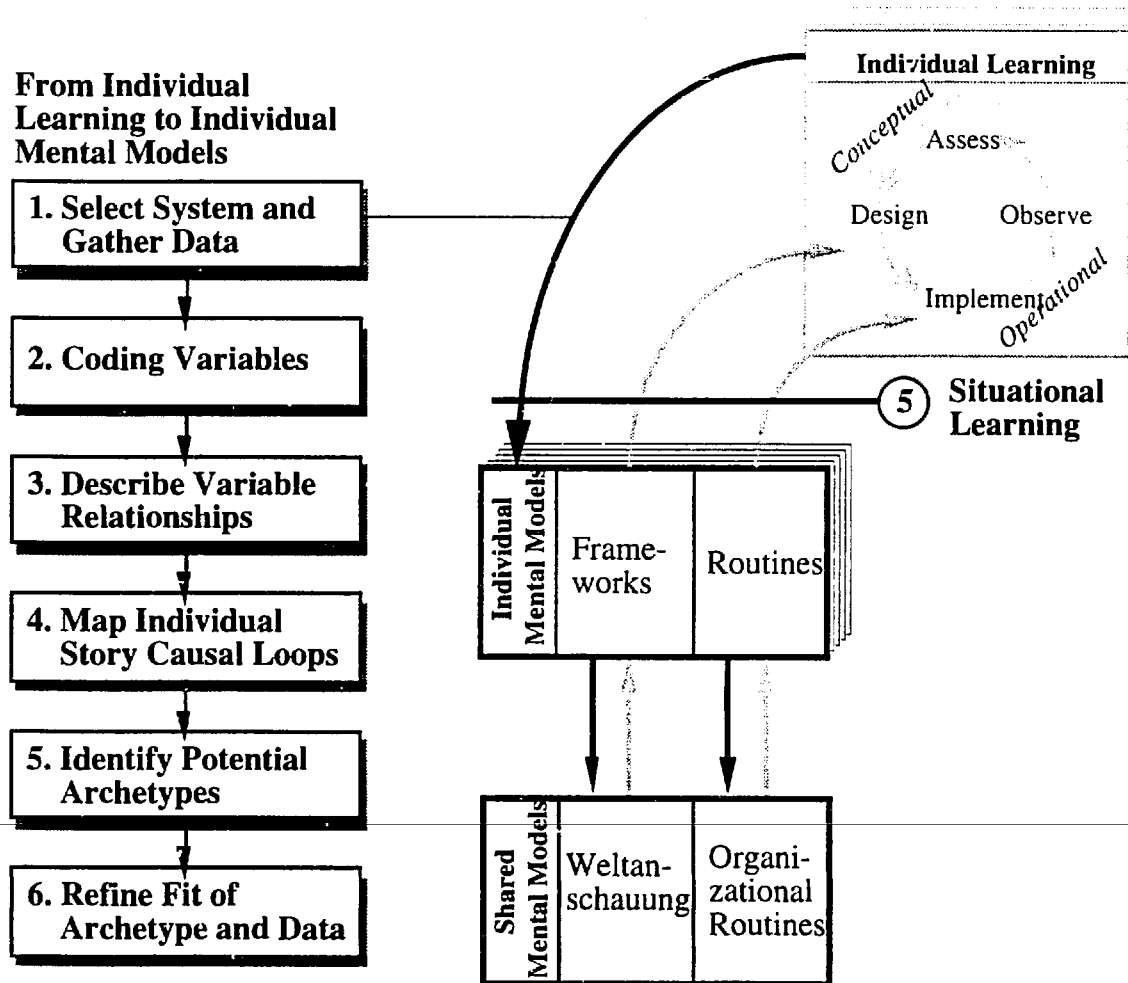 From Individual
Learning to Individual
Mental Models
1. Select System and
Gather Data
2. Coding Variables
3. Describe Variable
Relationships
4. Map Individual
Story Causal Loops
5. Identify Potential
Archetypes
6. Refine Fit of
Archetype and Data
Individual Learning
Conceptual
Assess
Design
Observe
Implement
Operational
5
Situational
Learning
Individual
Mental Models
Frame-
works
Routines
Shared
Mental Models
Weltan-
schauung
Organi-
zational
Routines